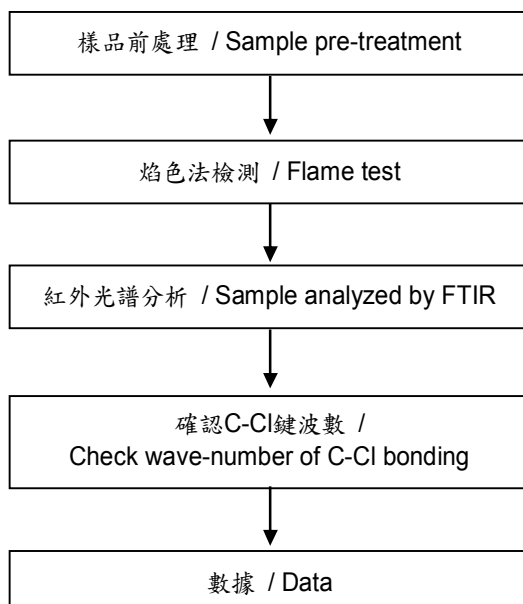 樣品前處理 / Sample pre-treatment
焰色法檢測 / Flame test
紅外光譜分析 / Sample analyzed by FTIR
確認C-Cl鍵波數 /
Check wave-number of C-Cl bonding
數據 / Data